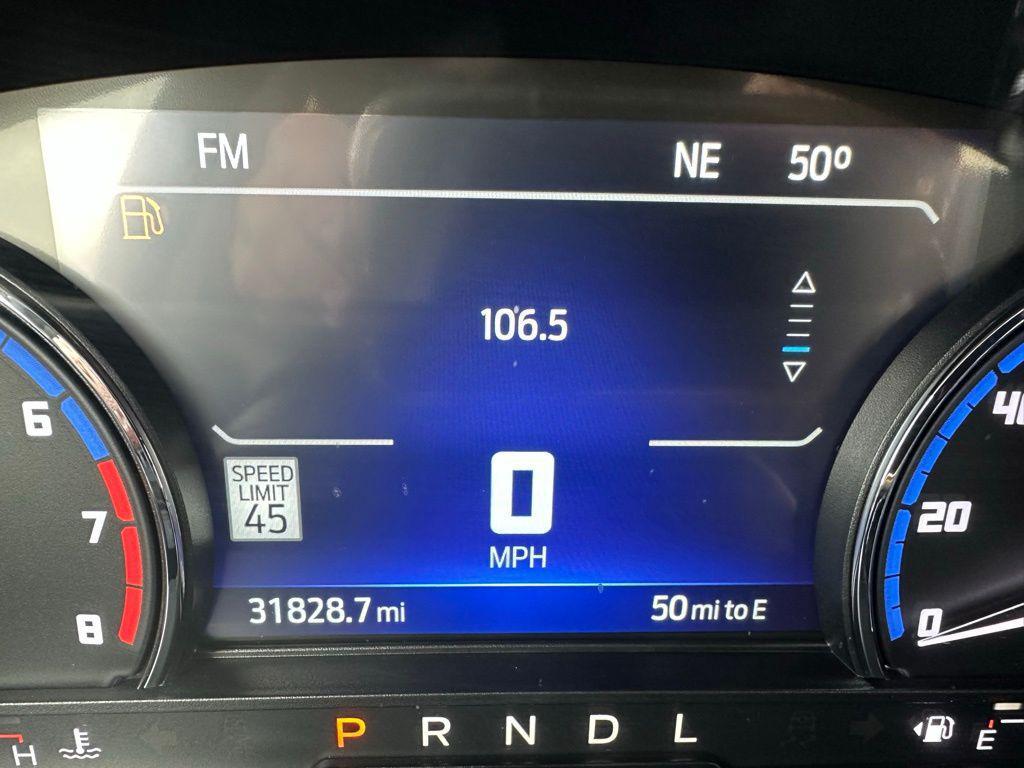 FM NE 50°
106.5
6
40
SPEED
LIMIT
45
0
MPH
7
20
31828.7 mi 50 mi to E
8
0
P R N D L
H E